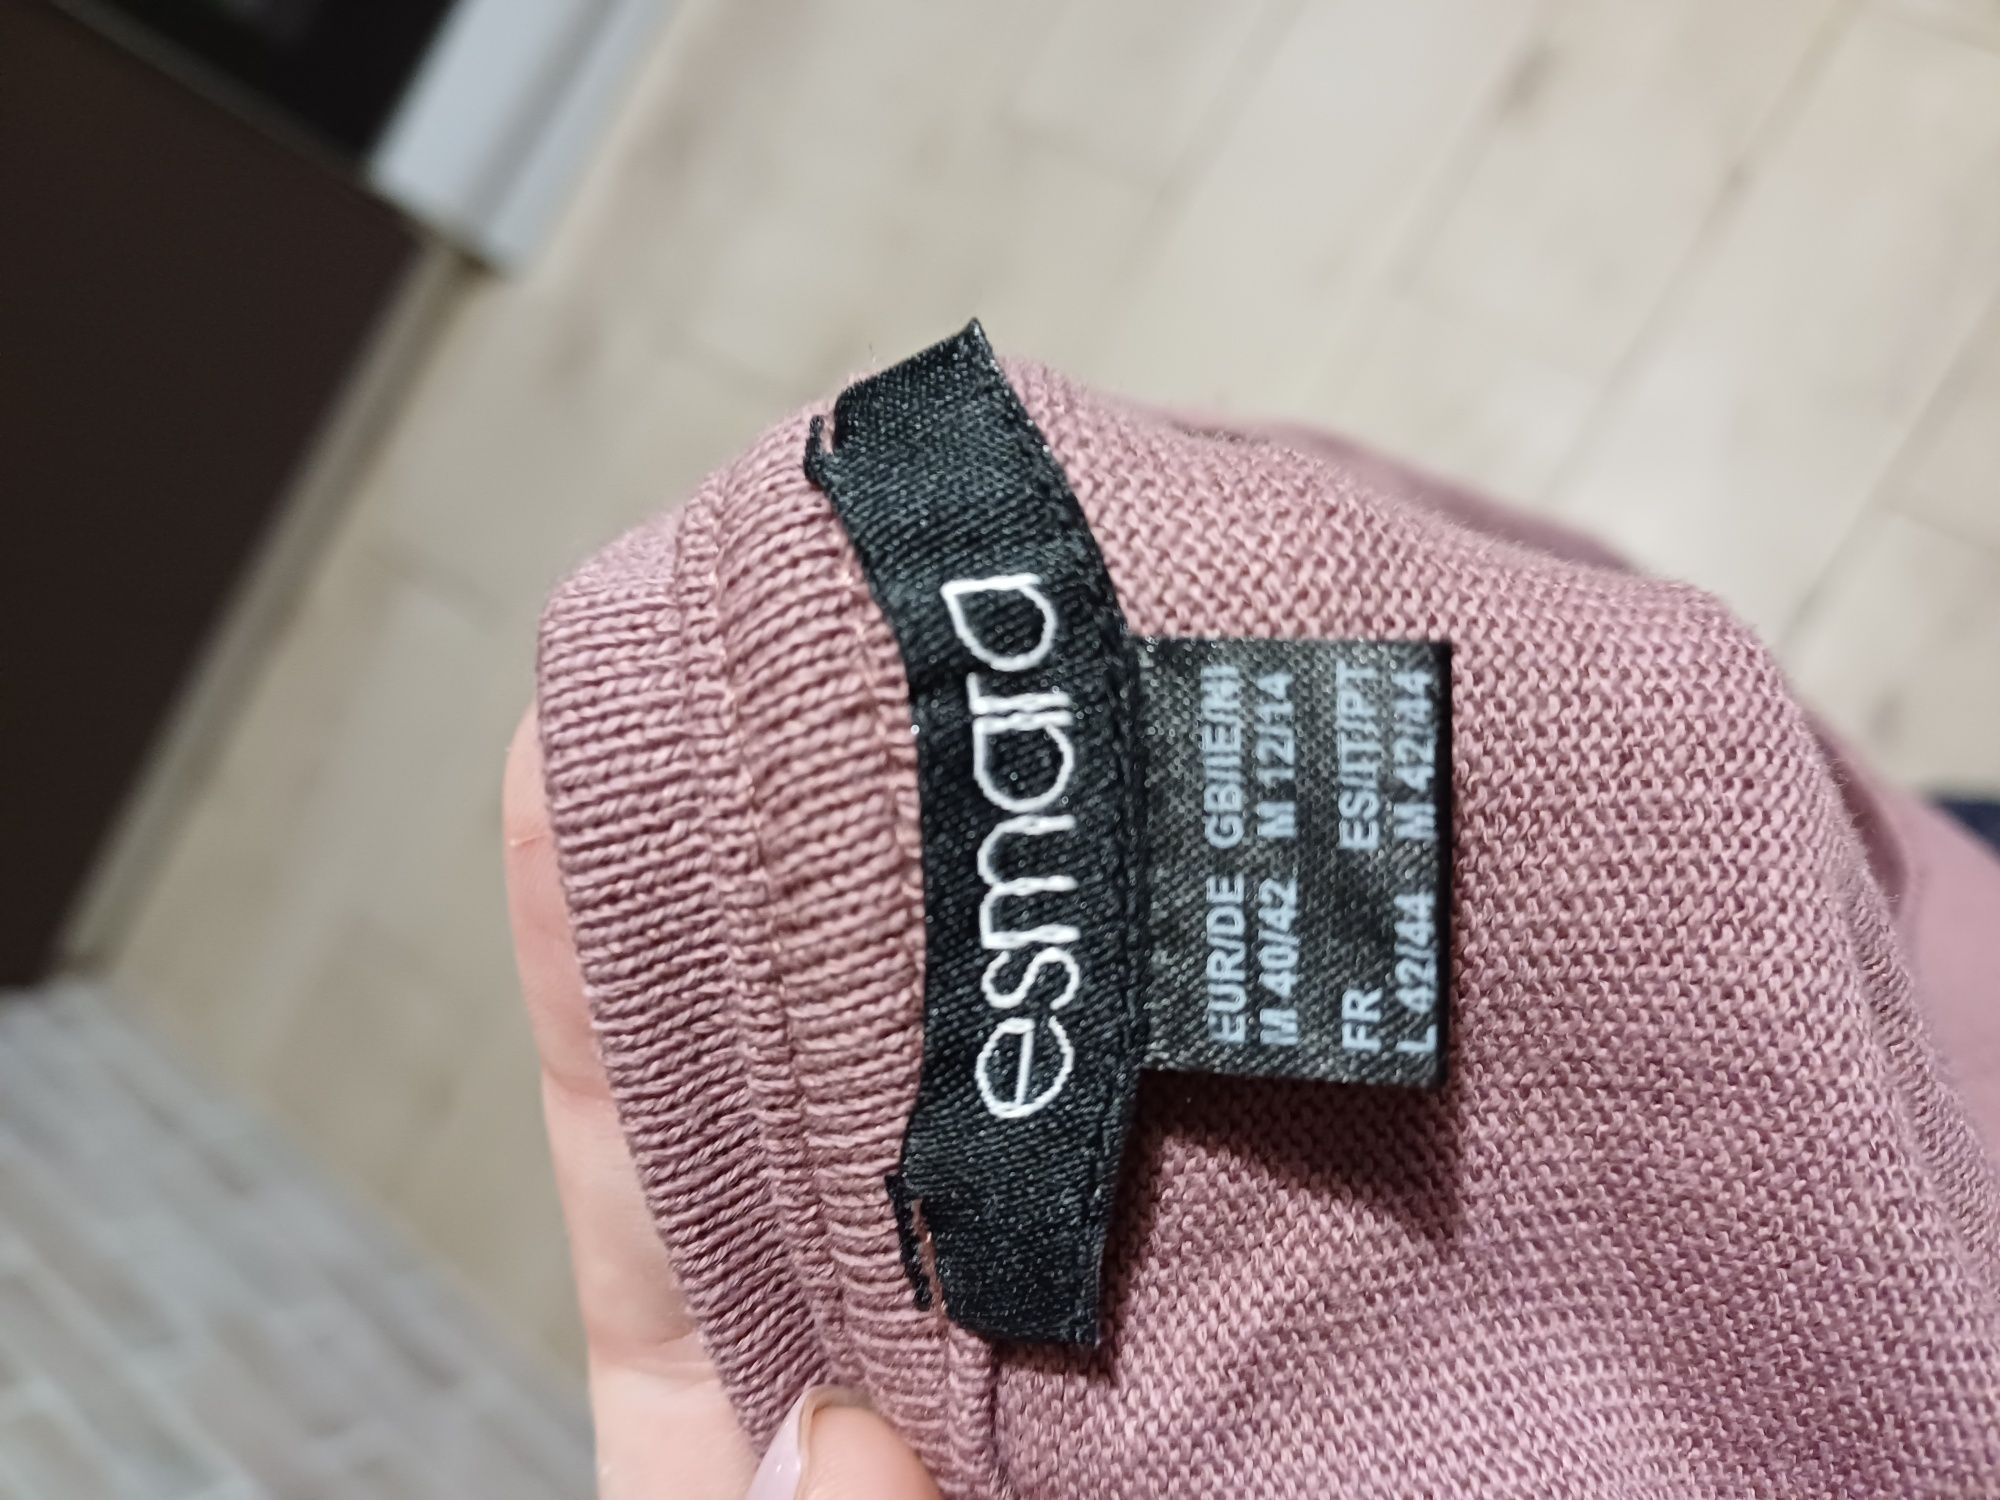 esmara
EUR/DE GB/IE/NI
M 40/42 M 12/14
FR ES/IT/PT
L 42/44 M 42/44